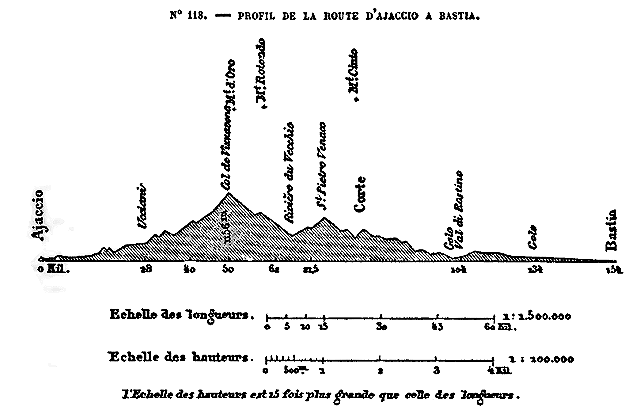 N° 118. — PROFIL DE LA ROUTE D'AJACCIO A BASTIA.
Ajaccio
Ucciani
Col de Vizzavona
Mt. d'Oro
Mt. Rotondo
Rivière du Vecchio
St. Pietro Venaco
Mt. Cinto
Corte
Golo
Val di Rostino
Golo
Bastia
0 Kil. 28 40 50 62 104 134 154
Echelle des longueurs. 1:1.500.000
0 5 10 15 30 45 60 Kil.
Echelle des hauteurs. 1:100.000
0 500m 1 2 3 4 Kil.
l'Echelle des hauteurs est 15 fois plus grande que celle des longueurs.